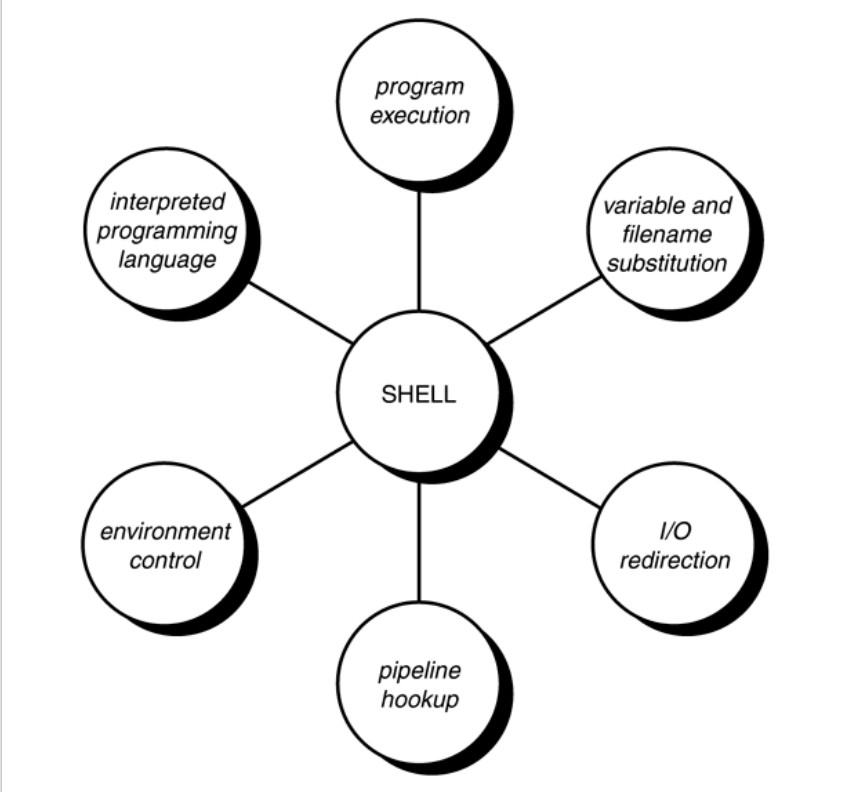 program
execution
interpreted
programming
language
variable and
filename
substitution
SHELL
environment
control
I/O
redirection
pipeline
hookup